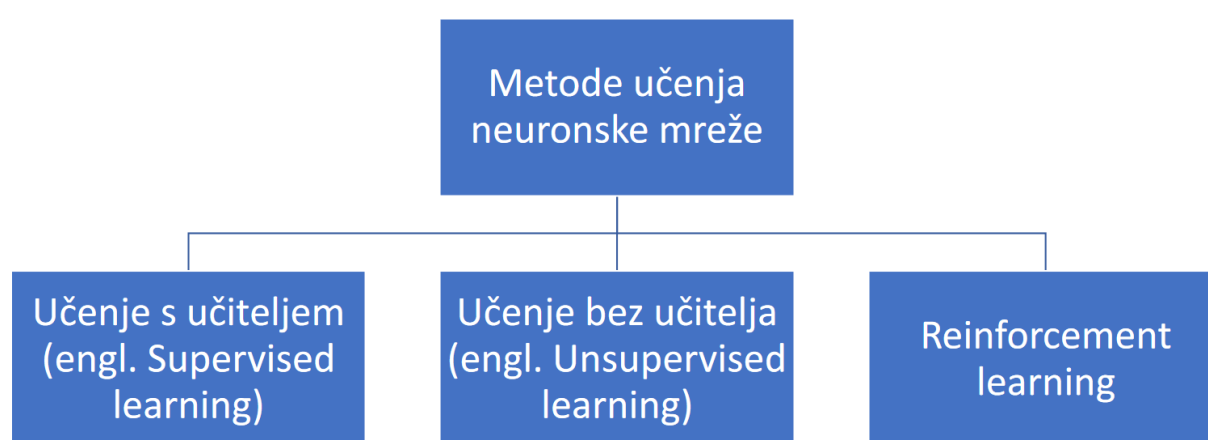 Metode učenja
neuronske mreže
Učenje s učiteljem
(engl. Supervised
learning)
Učenje bez učitelja
(engl. Unsupervised
learning)
Reinforcement
learning